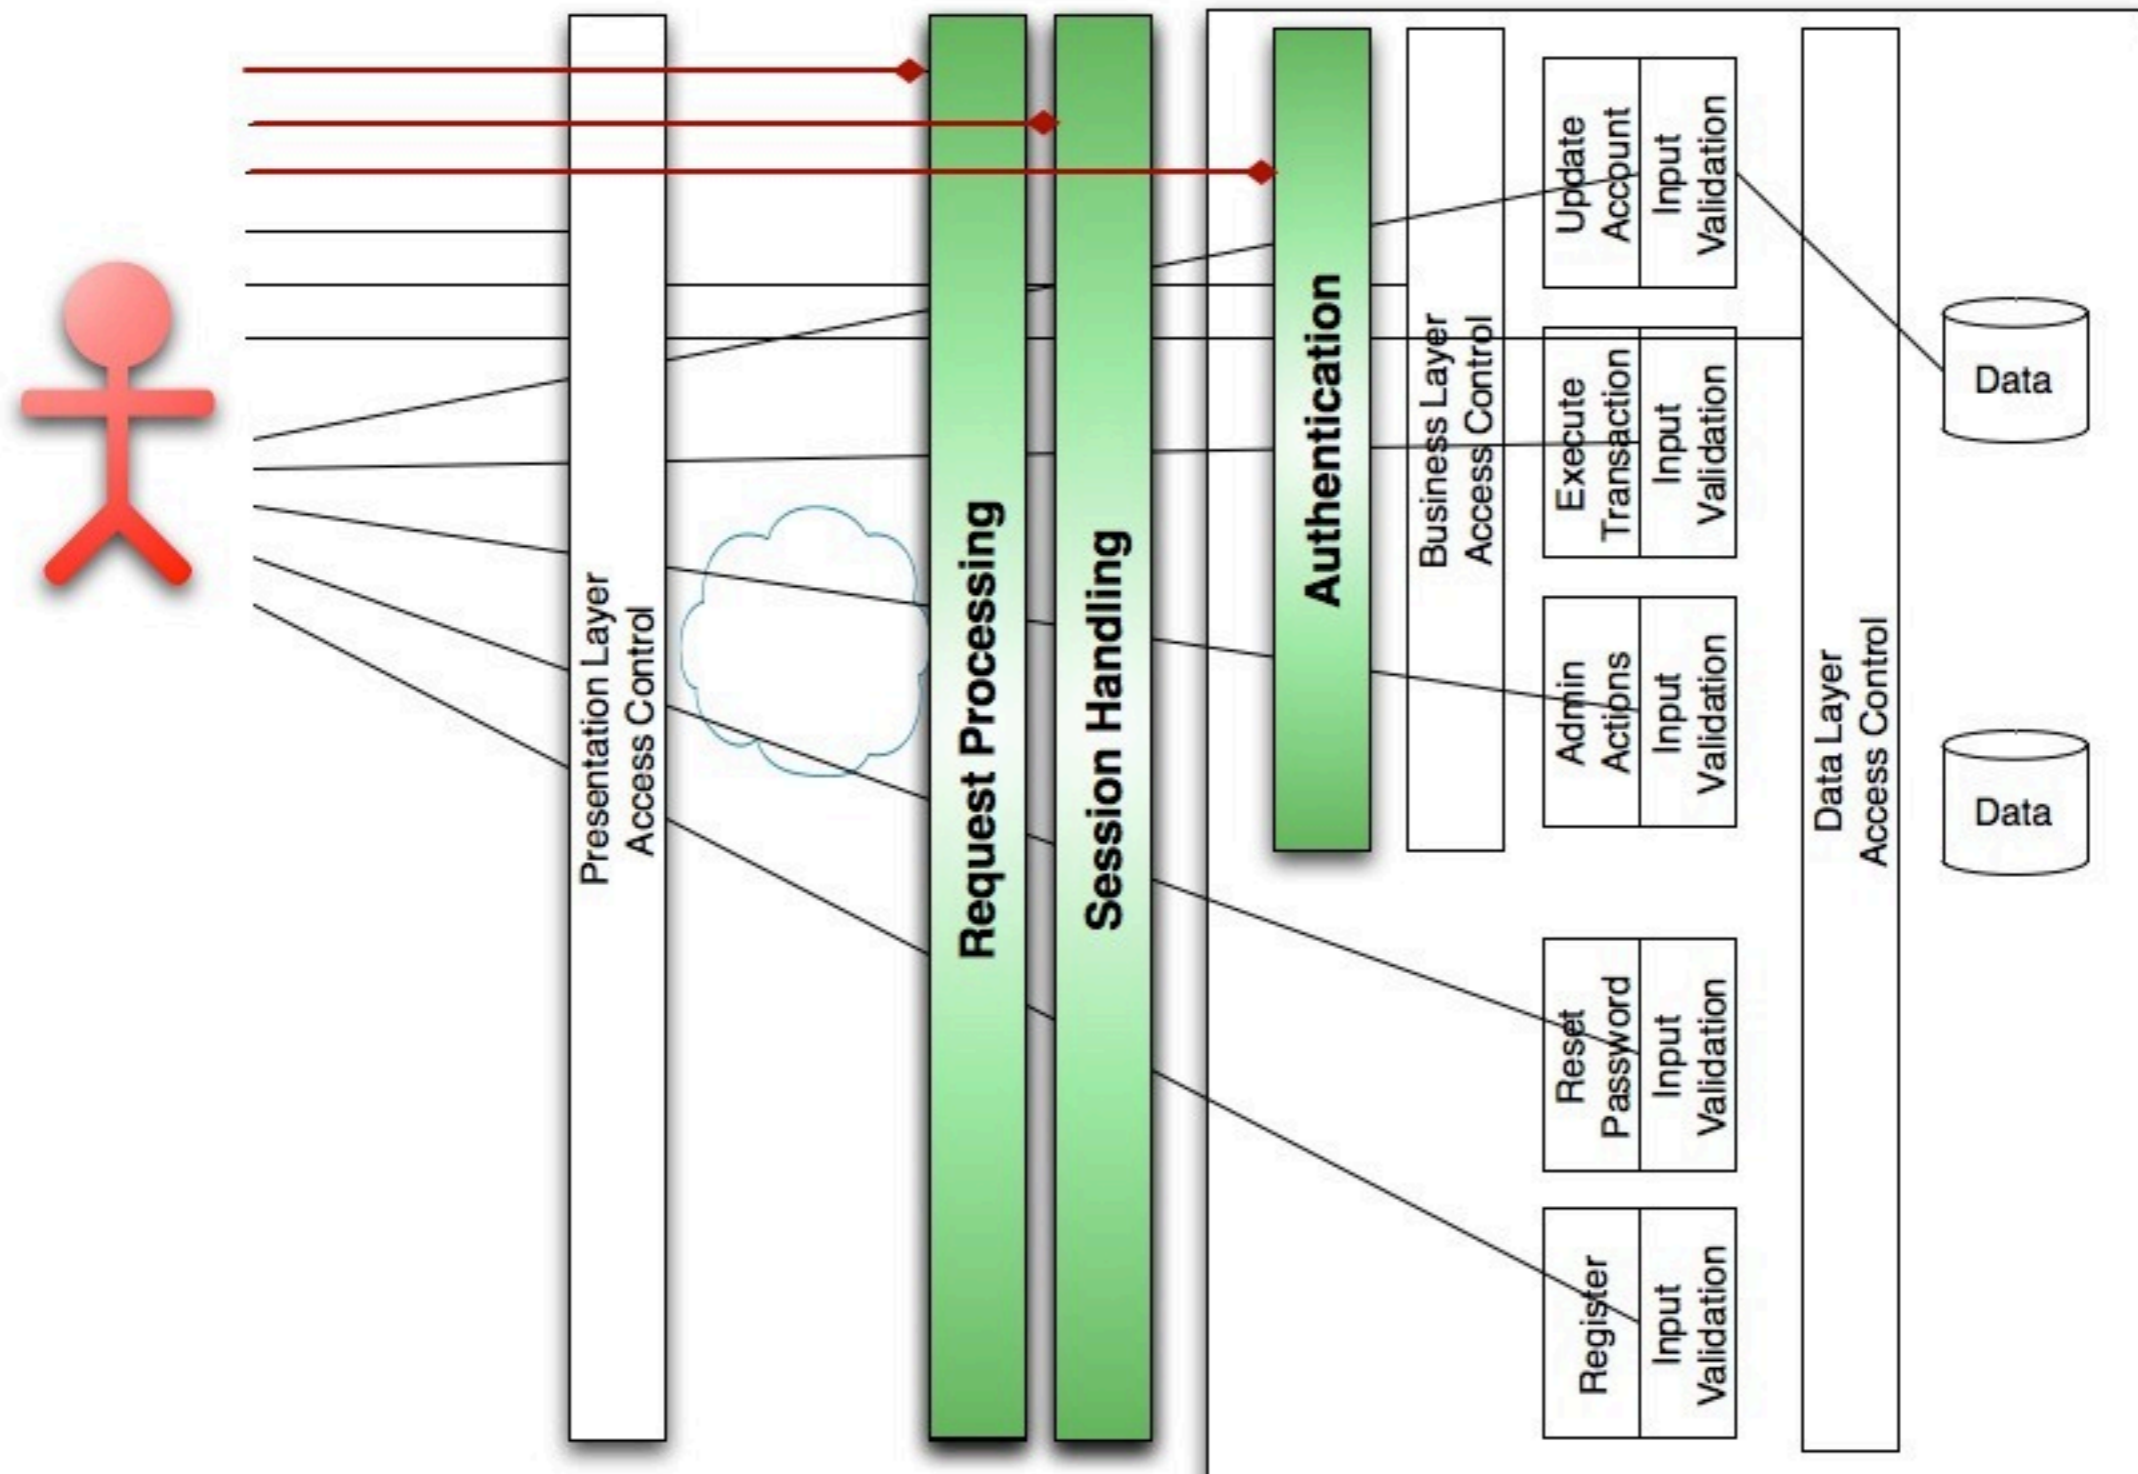 Presentation Layer
Access Control
Request Processing
Session Handling
Authentication
Business Layer
Access Control
Update
Account
Input
Validation
Execute
Transaction
Input
Validation
Admin
Actions
Input
Validation
Reset
Password
Input
Validation
Register
Input
Validation
Data Layer
Access Control
Data
Data